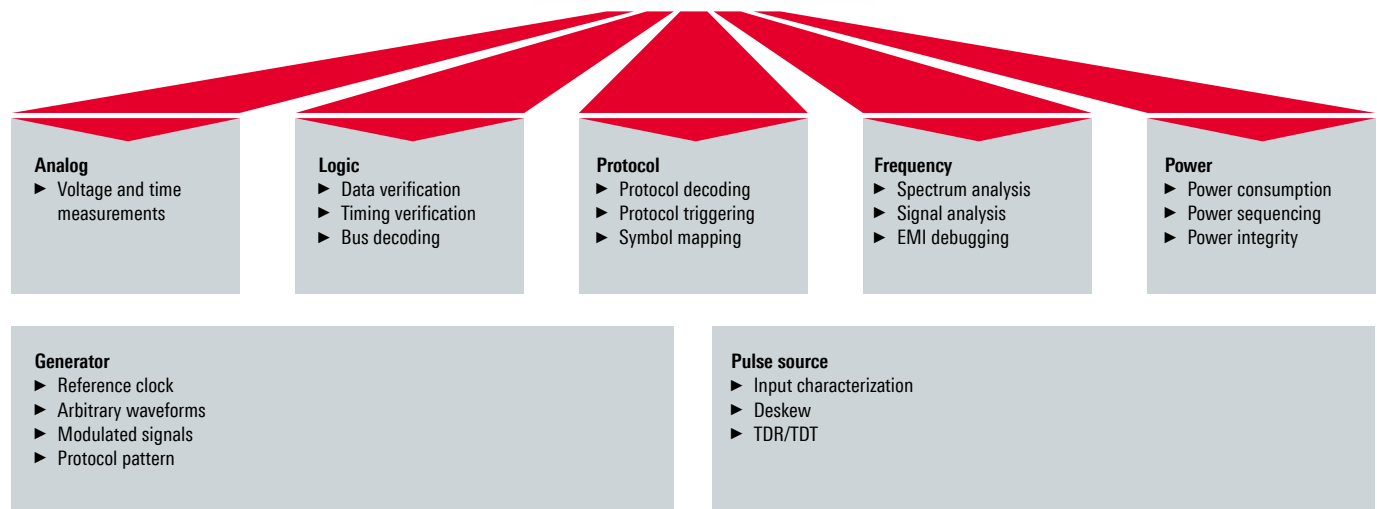 Analog
► Voltage and time
measurements
Logic
► Data verification
► Timing verification
► Bus decoding
Protocol
► Protocol decoding
► Protocol triggering
► Symbol mapping
Frequency
► Spectrum analysis
► Signal analysis
► EMI debugging
Power
► Power consumption
► Power sequencing
► Power integrity
Generator
► Reference clock
► Arbitrary waveforms
► Modulated signals
► Protocol pattern
Pulse source
► Input characterization
► Deskew
► TDR/TDT